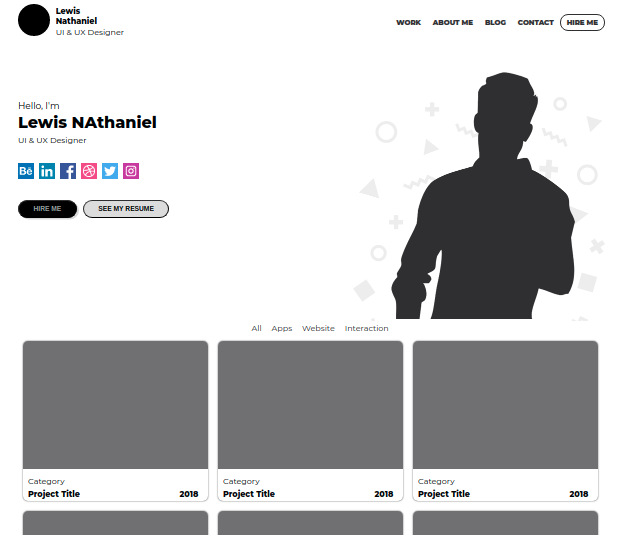 Lewis
Nathaniel
UI & UX Designer
WORK ABOUT ME BLOG CONTACT HIRE ME
Hello, I'm
Lewis NAthaniel
UI & UX Designer
Bē in f
HIRE ME SEE MY RESUME
All Apps Website Interaction
Category Category Category
Project Title 2018 Project Title 2018 Project Title 2018